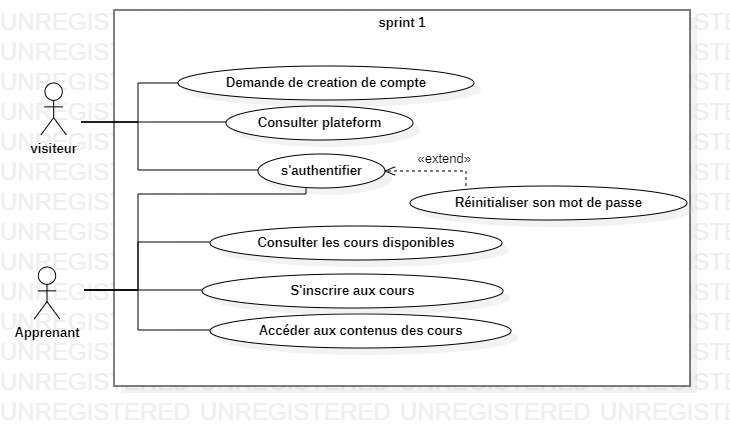 sprint 1
Demande de creation de compte
Consulter plateform
visiteur
«extend»
s'authentifier
Réinitialiser son mot de passe
Consulter les cours disponibles
S'inscrire aux cours
Apprenant
Accéder aux contenus des cours
UNREGISTERED UNREGISTERED UNREGISTERED UNREGISTERED